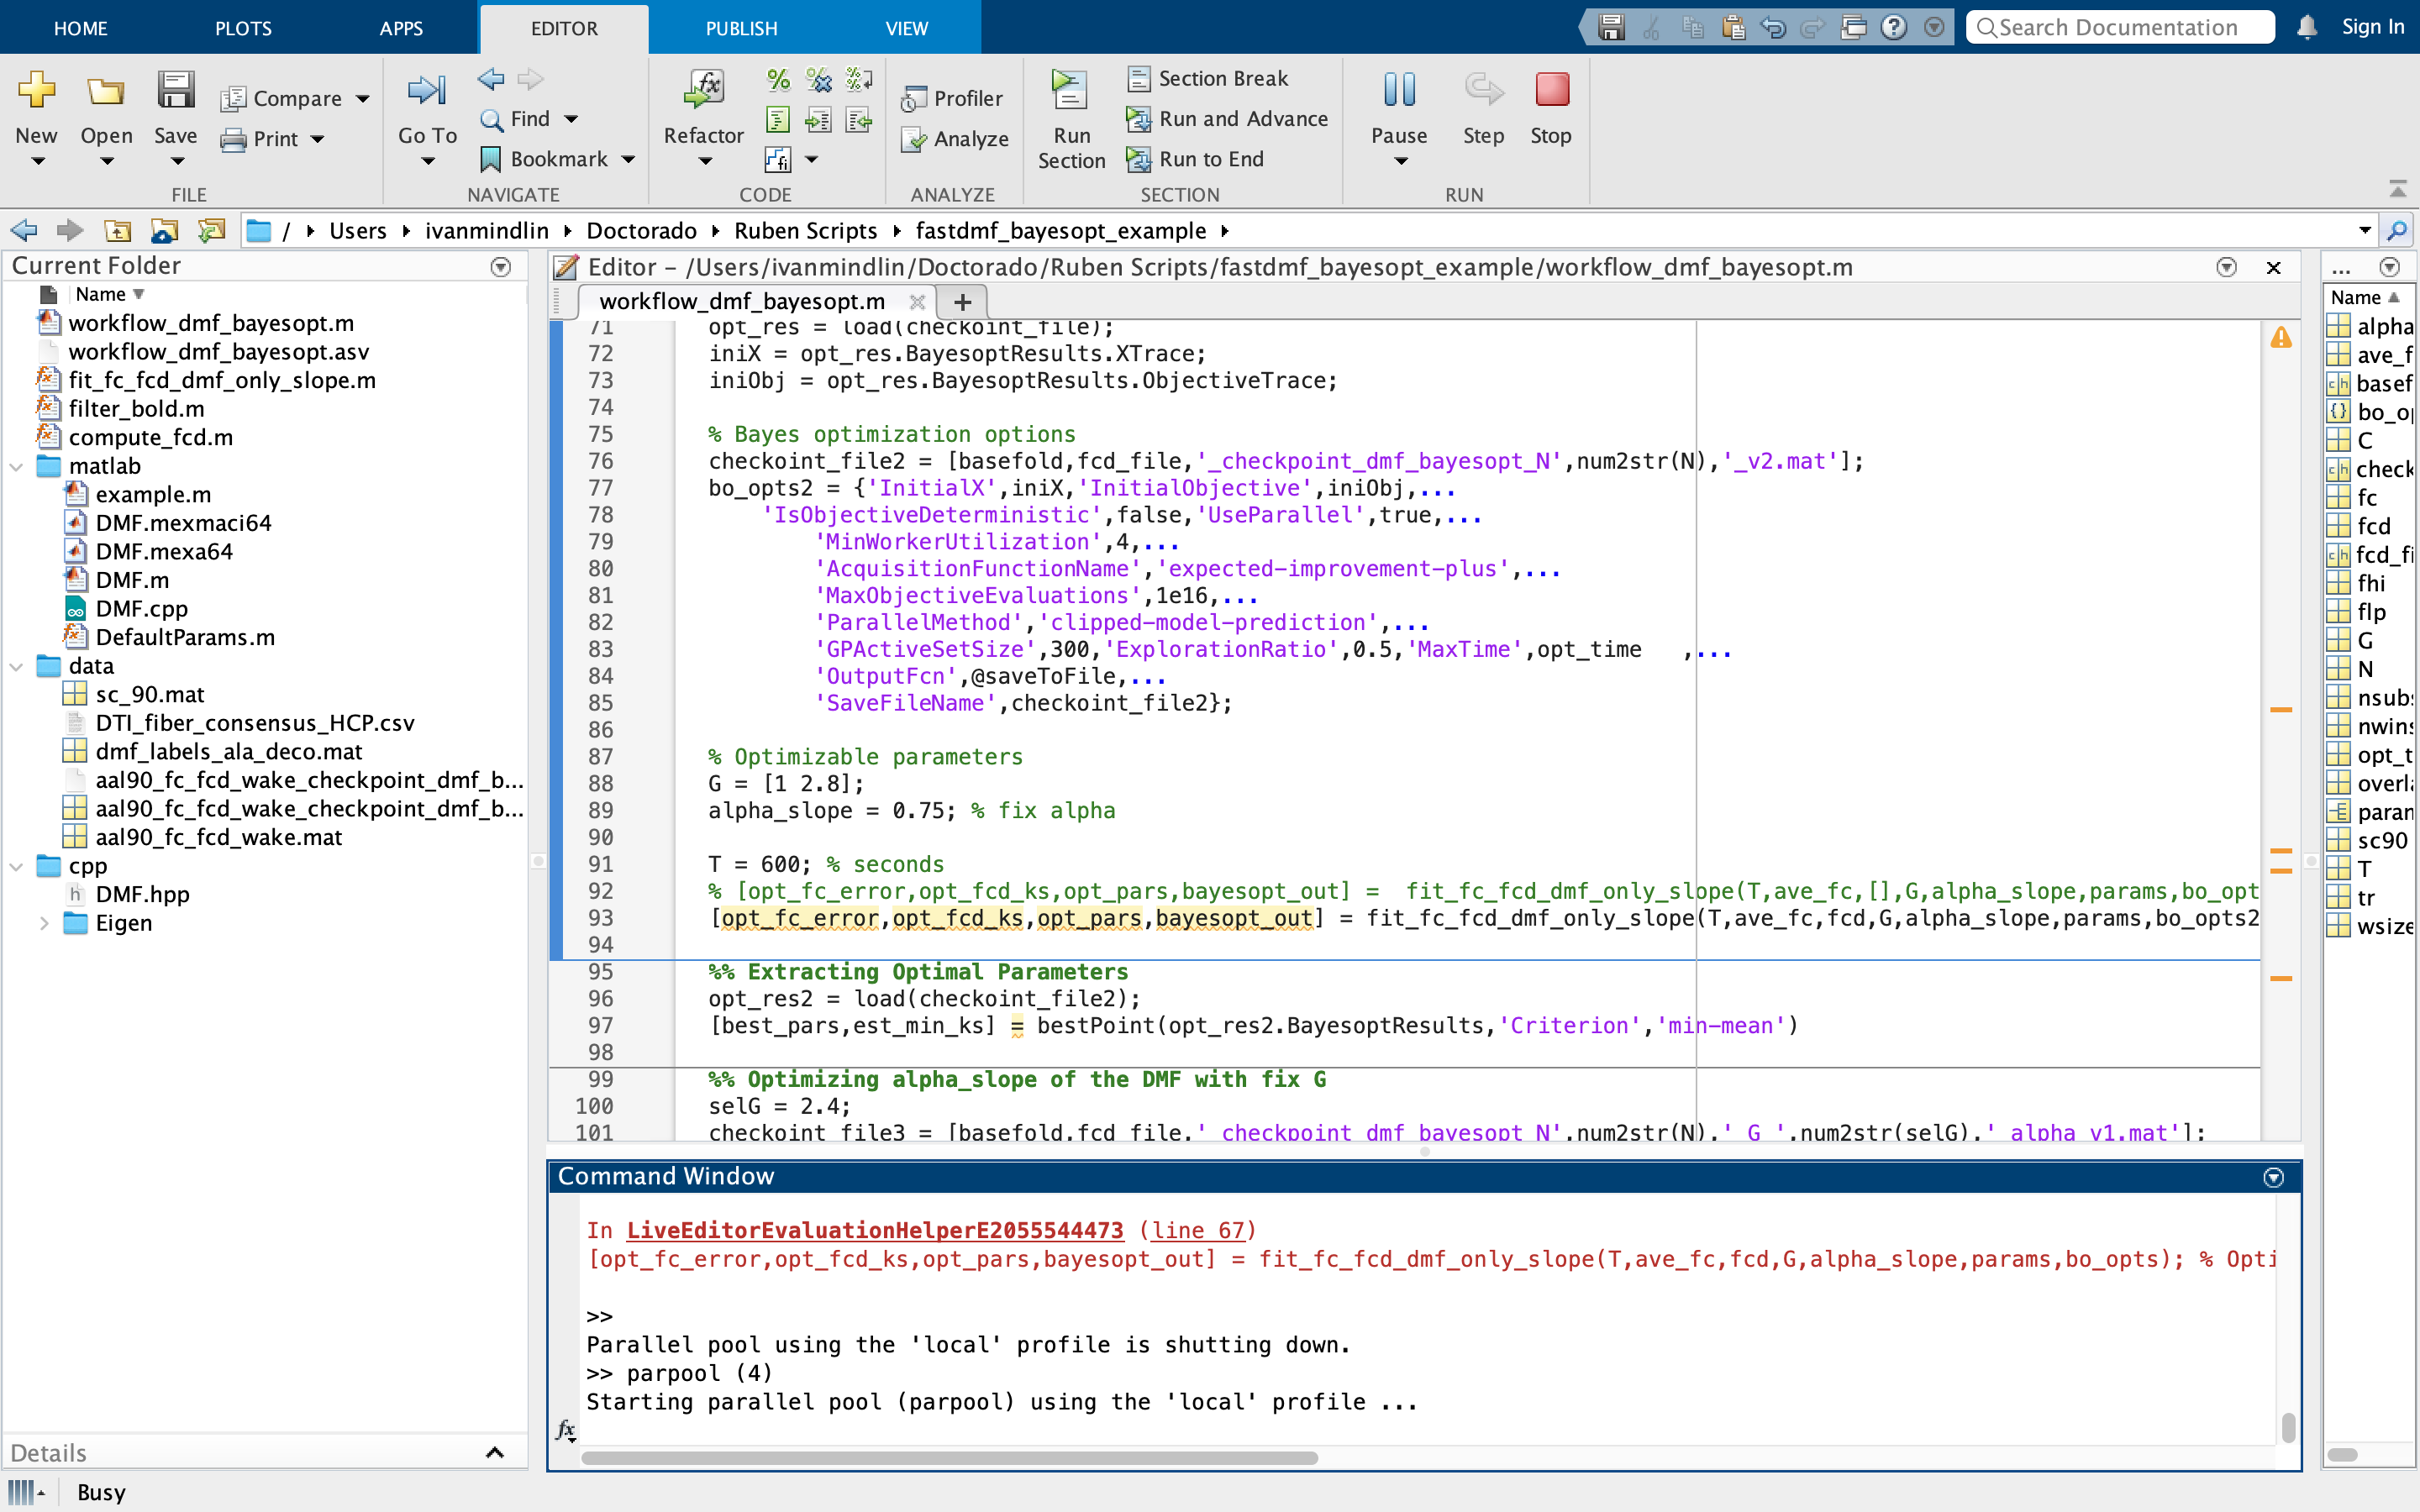 HOME PLOTS APPS EDITOR PUBLISH VIEW Search Documentation Sign In
New Open Save Compare Print
FILE
Go To Find Bookmark
NAVIGATE
Refactor
CODE
Profiler Analyze
ANALYZE
Run Section Section Break Run and Advance Run to End
SECTION
Pause Step Stop
RUN
/ Users ivanmindlin Doctorado Ruben Scripts fastdmf_bayesopt_example
Current Folder
Name
workflow_dmf_bayesopt.m
workflow_dmf_bayesopt.asv
fit_fc_fcd_dmf_only_slope.m
filter_bold.m
compute_fcd.m
matlab
example.m
DMF.mexmaci64
DMF.mexa64
DMF.m
DMF.cpp
DefaultParams.m
data
sc_90.mat
DTI_fiber_consensus_HCP.csv
dmf_labels_ala_deco.mat
aal90_fc_fcd_wake_checkpoint_dmf_b...
aal90_fc_fcd_wake_checkpoint_dmf_b...
aal90_fc_fcd_wake.mat
cpp
DMF.hpp
Eigen
Details
Busy
Editor – /Users/ivanmindlin/Doctorado/Ruben Scripts/fastdmf_bayesopt_example/workflow_dmf_bayesopt.m
workflow_dmf_bayesopt.m
71 opt_res = load(checkoint_file);
72 iniX = opt_res.BayesoptResults.XTrace;
73 iniObj = opt_res.BayesoptResults.ObjectiveTrace;
74
75 % Bayes optimization options
76 checkoint_file2 = [basefold,fcd_file,'_checkpoint_dmf_bayesopt_N',num2str(N),'_v2.mat'];
77 bo_opts2 = {'InitialX',iniX,'InitialObjective',iniObj,...
78 'IsObjectiveDeterministic',false,'UseParallel',true,...
79 'MinWorkerUtilization',4,...
80 'AcquisitionFunctionName','expected-improvement-plus',...
81 'MaxObjectiveEvaluations',1e16,...
82 'ParallelMethod','clipped-model-prediction',...
83 'GPActiveSetSize',300,'ExplorationRatio',0.5,'MaxTime',opt_time ,...
84 'OutputFcn',@saveToFile,...
85 'SaveFileName',checkoint_file2};
86
87 % Optimizable parameters
88 G = [1 2.8];
89 alpha_slope = 0.75; % fix alpha
90
91 T = 600; % seconds
92 % [opt_fc_error,opt_fcd_ks,opt_pars,bayesopt_out] = fit_fc_fcd_dmf_only_slope(T,ave_fc,[],G,alpha_slope,params,bo_opt
93 [opt_fc_error,opt_fcd_ks,opt_pars,bayesopt_out] = fit_fc_fcd_dmf_only_slope(T,ave_fc,fcd,G,alpha_slope,params,bo_opts2
94
95 %% Extracting Optimal Parameters
96 opt_res2 = load(checkoint_file2);
97 [best_pars,est_min_ks] = bestPoint(opt_res2.BayesoptResults,'Criterion','min-mean')
98
99 %% Optimizing alpha_slope of the DMF with fix G
100 selG = 2.4;
101 checkoint_file3 = [basefold,fcd_file,'_checkpoint_dmf_bayesopt_N',num2str(N),'_G_',num2str(selG),'_alpha_v1.mat'];
Command Window
In LiveEditorEvaluationHelperE2055544473 (line 67)
[opt_fc_error,opt_fcd_ks,opt_pars,bayesopt_out] = fit_fc_fcd_dmf_only_slope(T,ave_fc,fcd,G,alpha_slope,params,bo_opts); % Opti
>>
Parallel pool using the 'local' profile is shutting down.
>> parpool (4)
Starting parallel pool (parpool) using the 'local' profile ...
fx
...
Name
alpha
ave_f
basef
bo_op
C
check
fc
fcd
fcd_fi
fhi
flp
G
N
nsubs
nwins
opt_t
overla
param
sc90
T
tr
wsize